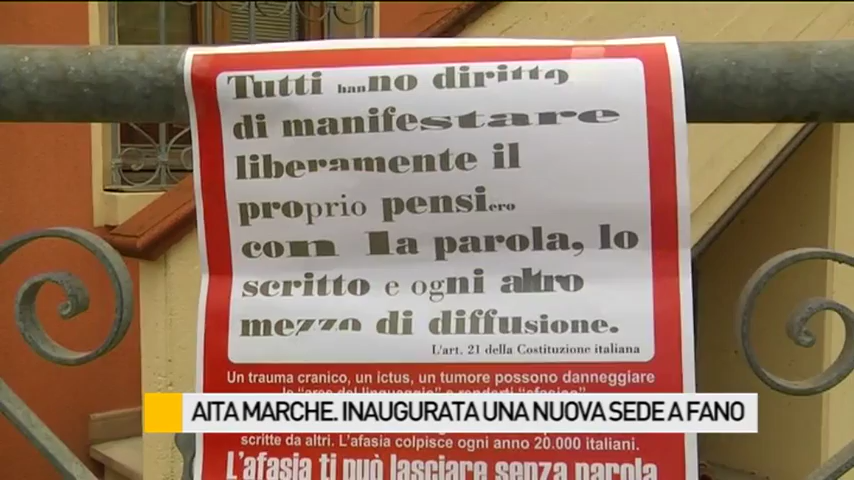 Tutti hanno diritto
di manifestare
liberamente il
proprio pensiero
con la parola, lo
scritto e ogni altro
mezzo di diffusione.
L'art. 21 della Costituzione italiana
Un trauma cranico, un ictus, un tumore possono danneggiare
AITA MARCHE. INAUGURATA UNA NUOVA SEDE A FANO
scritte da altri. L'afasia colpisce ogni anno 20.000 italiani.
L'afasia ti può lasciare senza parola